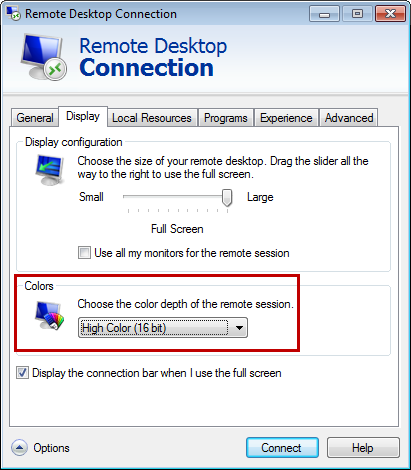 Remote Desktop Connection
Remote Desktop
Connection
General Display Local Resources Programs Experience Advanced
Display configuration
Choose the size of your remote desktop. Drag the slider all the
way to the right to use the full screen.
Small Large
Full Screen
Use all my monitors for the remote session
Colors
Choose the color depth of the remote session.
High Color (16 bit)
Display the connection bar when I use the full screen
Options Connect Help